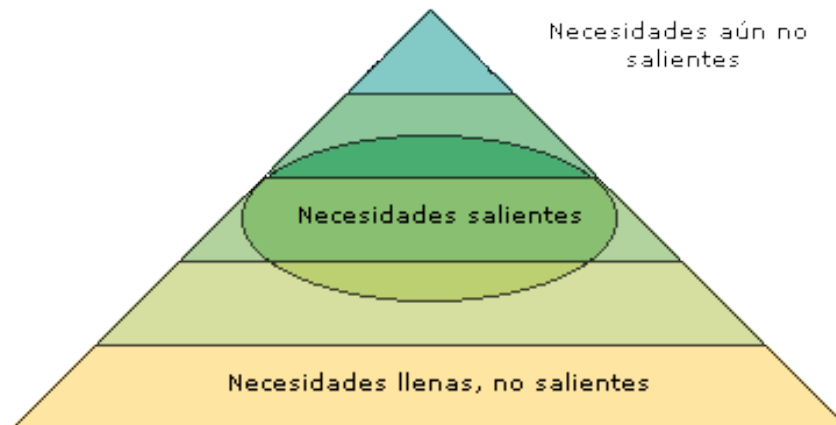 Necesidades aún no
salientes
Necesidades salientes
Necesidades llenas, no salientes